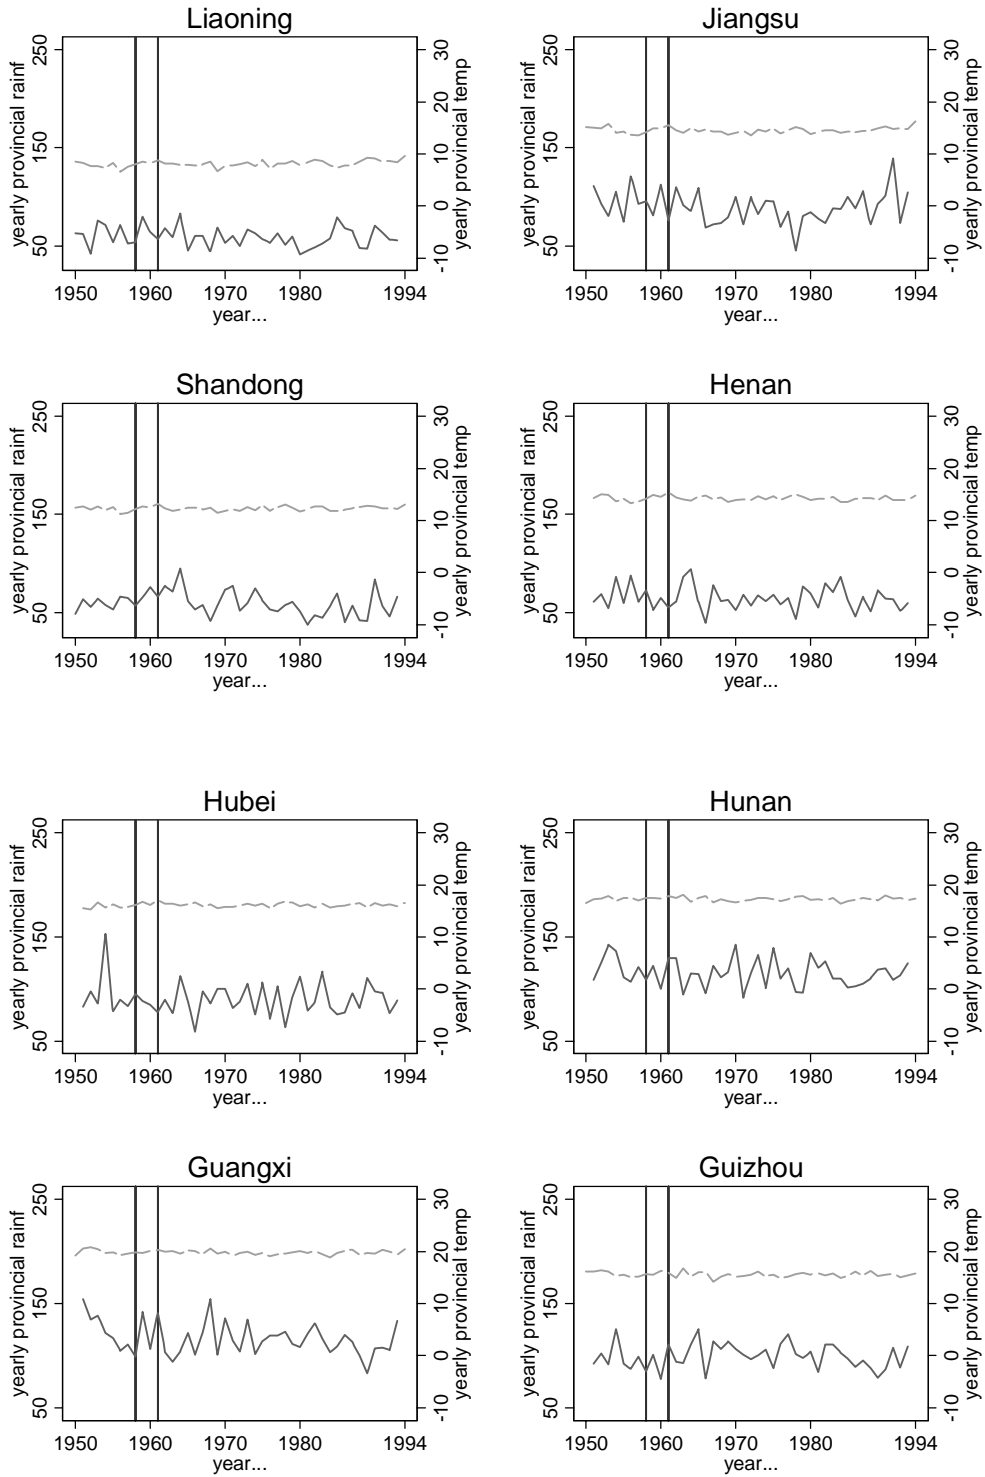 Liaoning
yearly provincial rainf
50 150 250
-10 0 10 20 30
yearly provincial temp
1950 1960 1970 1980 1994
year...
Jiangsu
yearly provincial rainf
50 150 250
-10 0 10 20 30
yearly provincial temp
1950 1960 1970 1980 1994
year...
Shandong
yearly provincial rainf
50 150 250
-10 0 10 20 30
yearly provincial temp
1950 1960 1970 1980 1994
year...
Henan
yearly provincial rainf
50 150 250
-10 0 10 20 30
yearly provincial temp
1950 1960 1970 1980 1994
year...
Hubei
yearly provincial rainf
50 150 250
-10 0 10 20 30
yearly provincial temp
1950 1960 1970 1980 1994
year...
Hunan
yearly provincial rainf
50 150 250
-10 0 10 20 30
yearly provincial temp
1950 1960 1970 1980 1994
year...
Guangxi
yearly provincial rainf
50 150 250
-10 0 10 20 30
yearly provincial temp
1950 1960 1970 1980 1994
year...
Guizhou
yearly provincial rainf
50 150 250
-10 0 10 20 30
yearly provincial temp
1950 1960 1970 1980 1994
year...